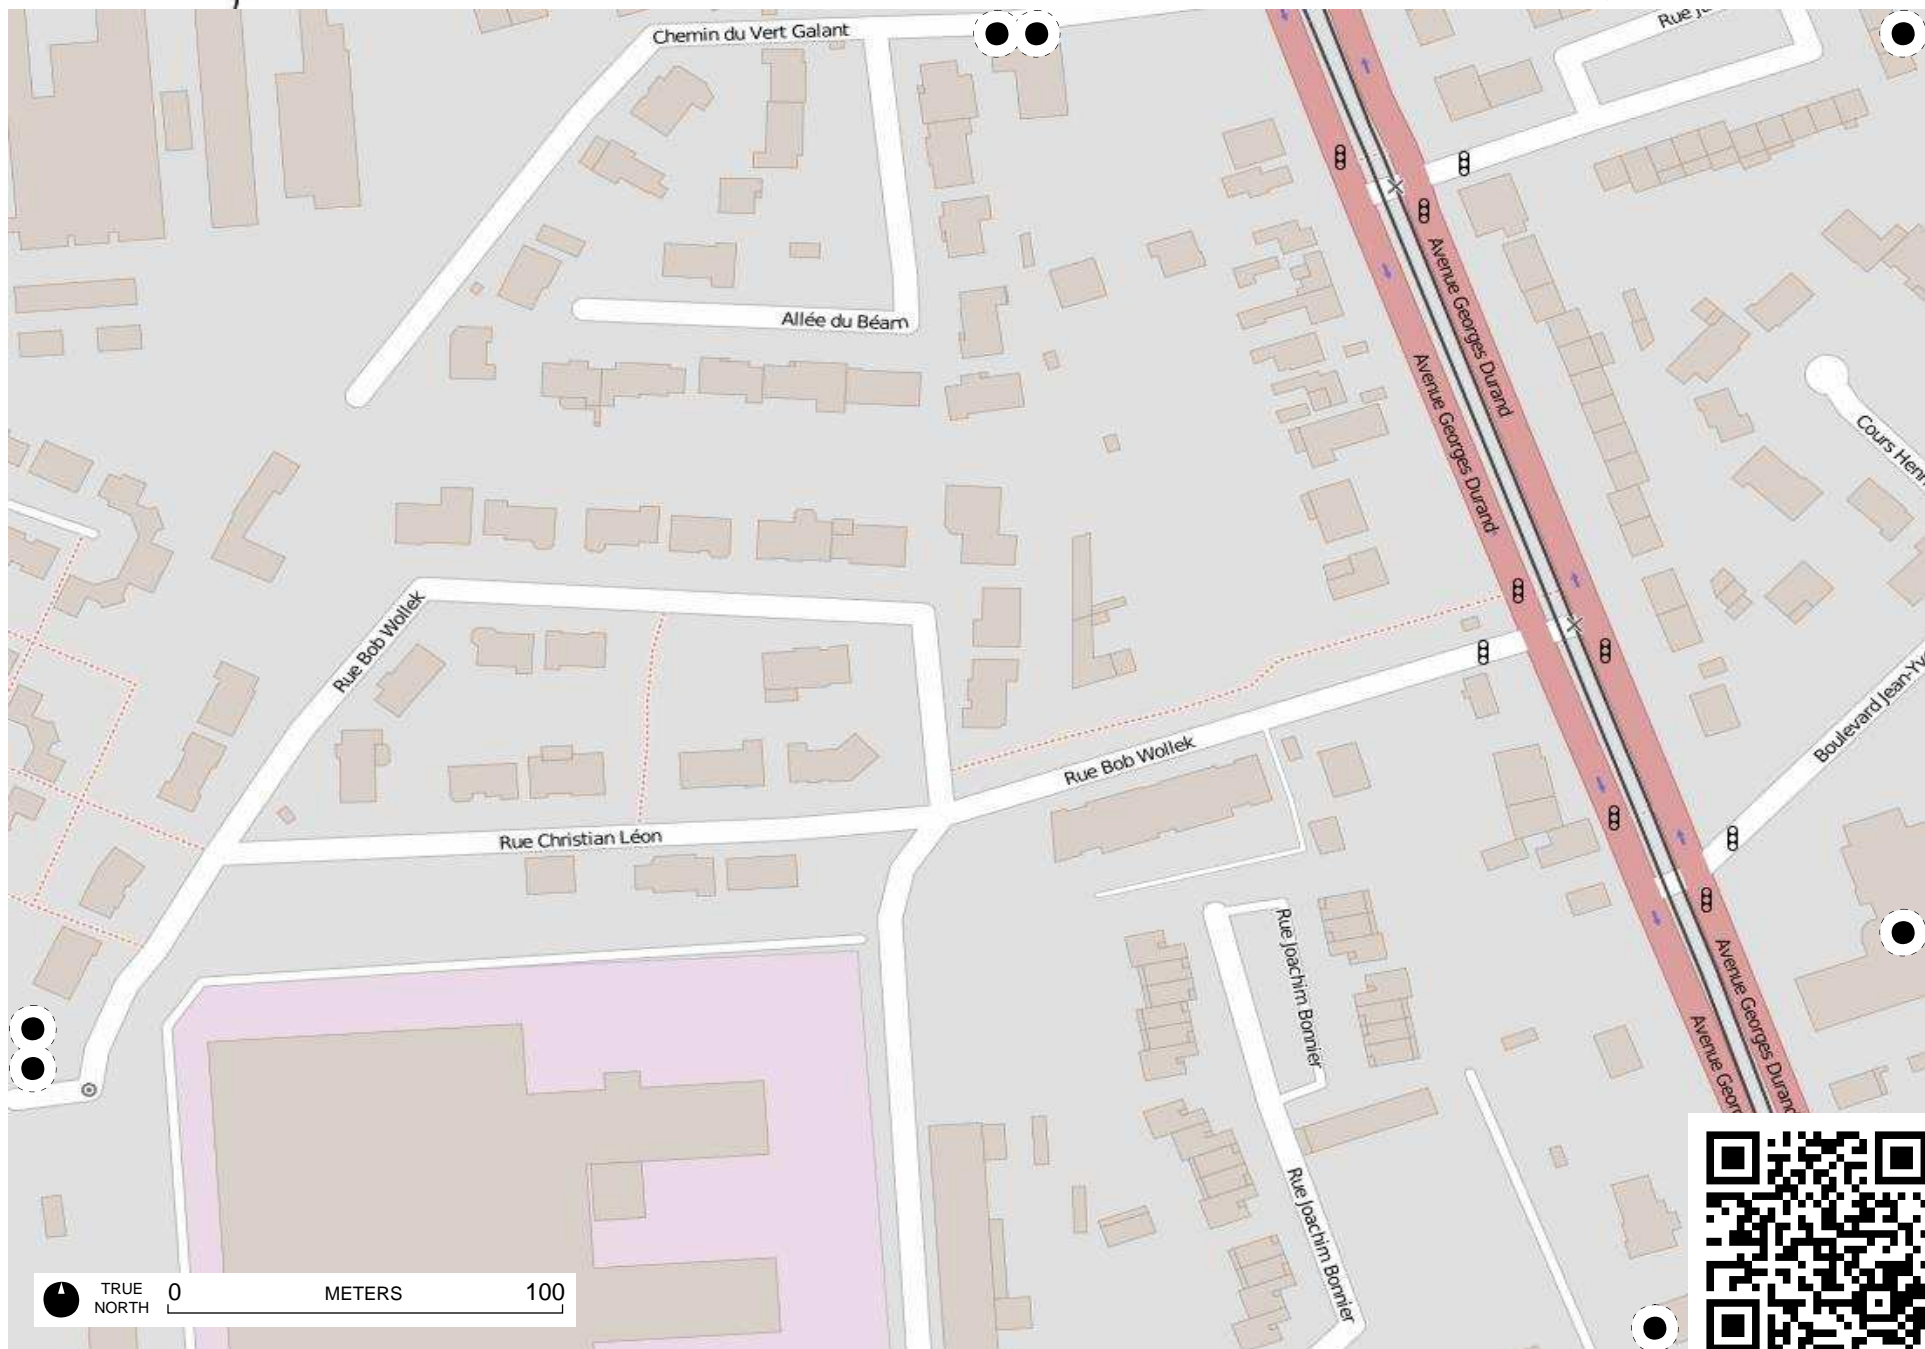 Chemin du Vert Galant
Avenue Georges Durand
Allée du Béarn
Avenue Georges Durand
Rue Bob Wollek
Rue Bob Wollek
Rue Christian Léon
Rue Joachim Bonnier
Avenue Georges Durand
Rue Joachim Bonnier
TRUE
NORTH
0 METERS 100
Cours
Boulevard Jean-Yv
Avenue Geor
Rue